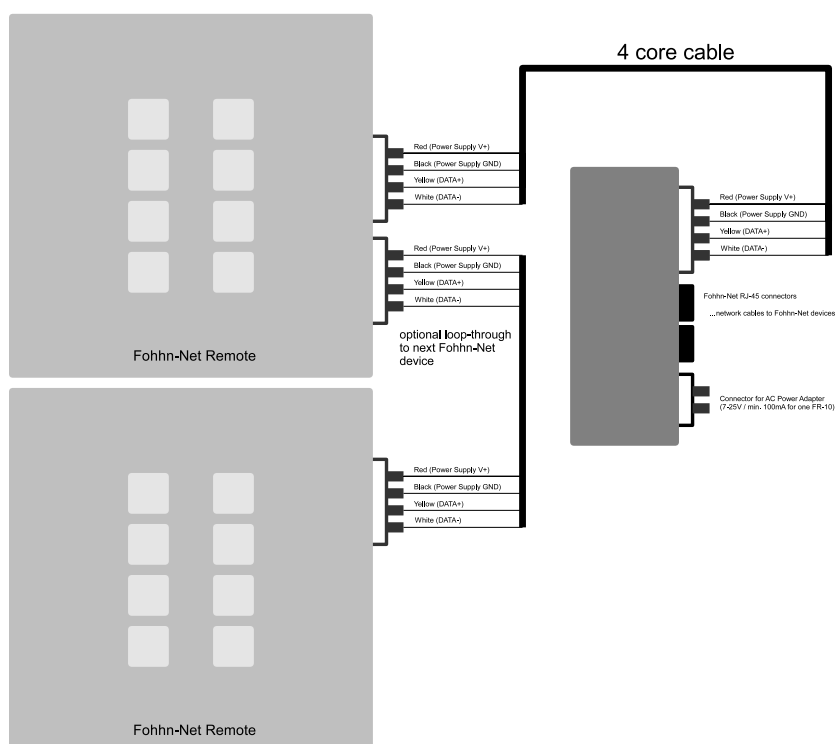 4 core cable
Red (Power Supply V+)
Black (Power Supply GND)
Yellow (DATA+)
White (DATA-)
Red (Power Supply V+)
Black (Power Supply GND)
Yellow (DATA+)
White (DATA-)
optional loop-through
to next Fohhn-Net
device
Fohhn-Net Remote
Red (Power Supply V+)
Black (Power Supply GND)
Yellow (DATA+)
White (DATA-)
Fohhn-Net RJ-45 connectors
...network cables to Fohhn-Net devices
Connector for AC Power Adapter
(7-25V / min. 100mA for one FR-10)
Red (Power Supply V+)
Black (Power Supply GND)
Yellow (DATA+)
White (DATA-)
Fohhn-Net Remote